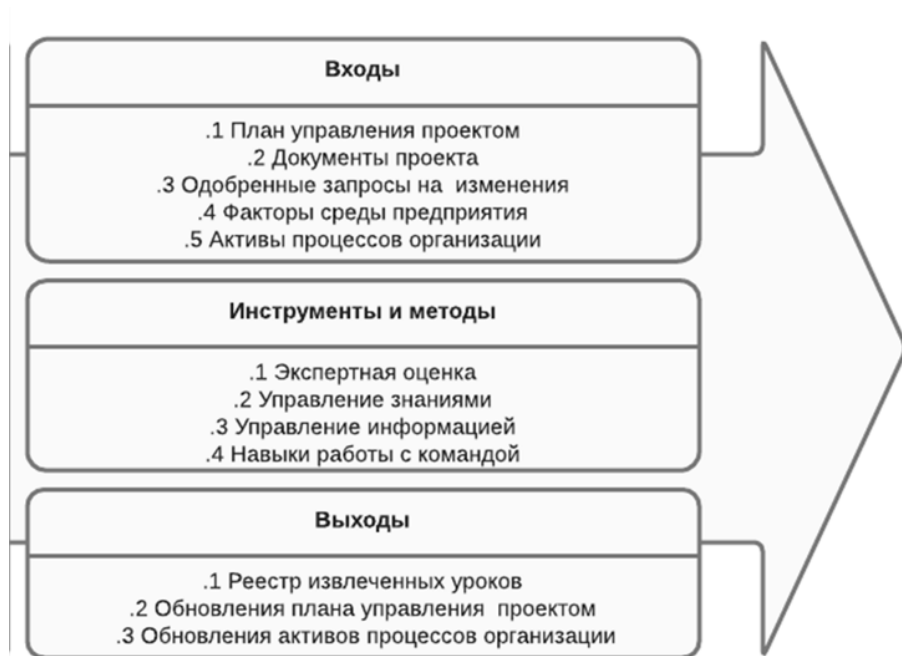 Входы
.1 План управления проектом
.2 Документы проекта
.3 Одобренные запросы на  изменения
.4 Факторы среды предприятия
.5 Активы процессов организации
Инструменты и методы
.1 Экспертная оценка
.2 Управление знаниями
.3 Управление информацией
.4 Навыки работы с командой
Выходы
.1 Реестр извлеченных уроков
.2 Обновления плана управления  проектом
.3 Обновления активов процессов организации